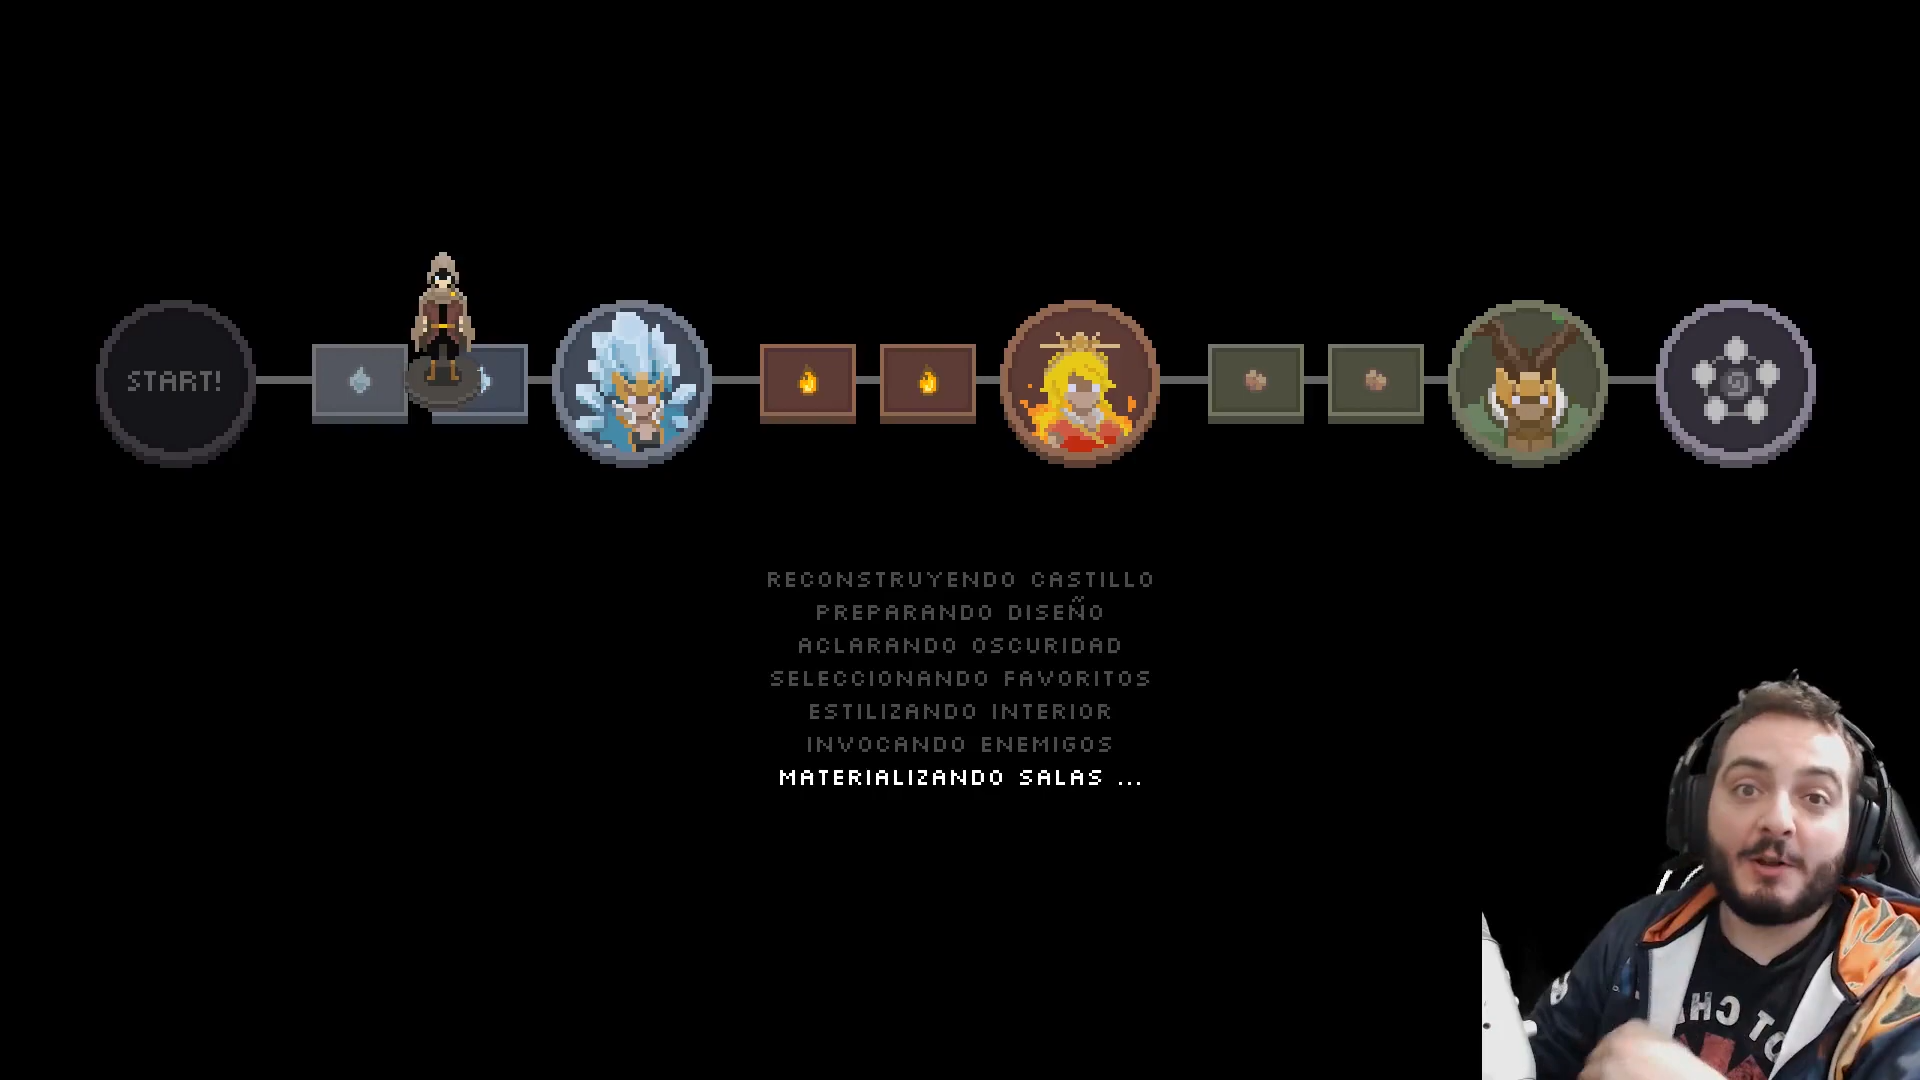 START!
RECONSTRUYENDO CASTILLO
PREPARANDO DISEÑO
ACLARANDO OSCURIDAD
SELECCIONANDO FAVORITOS
ESTILIZANDO INTERIOR
INVOCANDO ENEMIGOS
MATERIALIZANDO SALAS ...